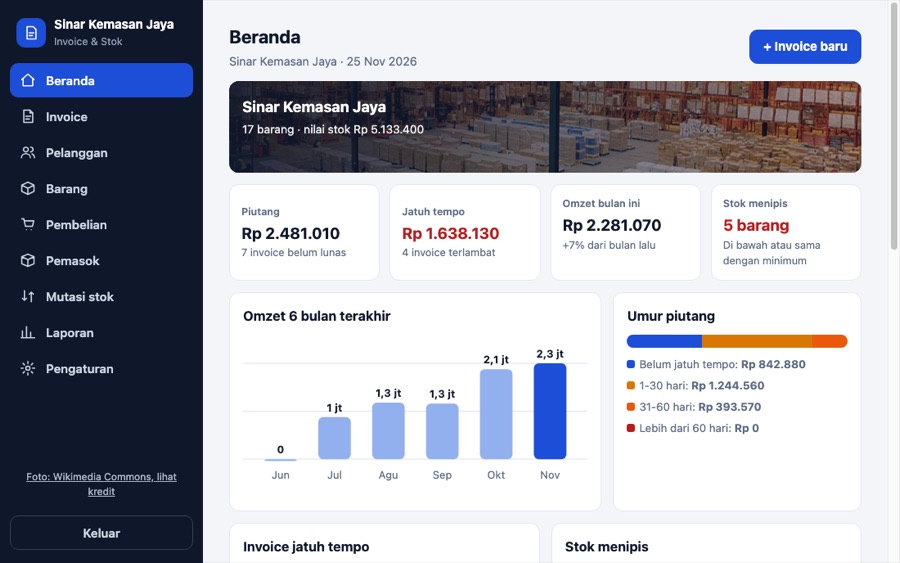 Sinar Kemasan Jaya
Invoice & Stok
Beranda
Invoice
Pelanggan
Barang
Pembelian
Pemasok
Mutasi stok
Laporan
Pengaturan
Foto: Wikimedia Commons, lihat
kredit
Keluar
Beranda
Sinar Kemasan Jaya · 25 Nov 2026
+ Invoice baru
Sinar Kemasan Jaya
17 barang · nilai stok Rp 5.133.400
Piutang
Rp 2.481.010
7 invoice belum lunas
Jatuh tempo
Rp 1.638.130
4 invoice terlambat
Omzet bulan ini
Rp 2.281.070
+7% dari bulan lalu
Stok menipis
5 barang
Di bawah atau sama
dengan minimum
Omzet 6 bulan terakhir
0
1 jt
1,3 jt
1,3 jt
2,1 jt
2,3 jt
Jun
Jul
Agu
Sep
Okt
Nov
Umur piutang
Belum jatuh tempo: Rp 842.880
1-30 hari: Rp 1.244.560
31-60 hari: Rp 393.570
Lebih dari 60 hari: Rp 0
Invoice jatuh tempo
Stok menipis